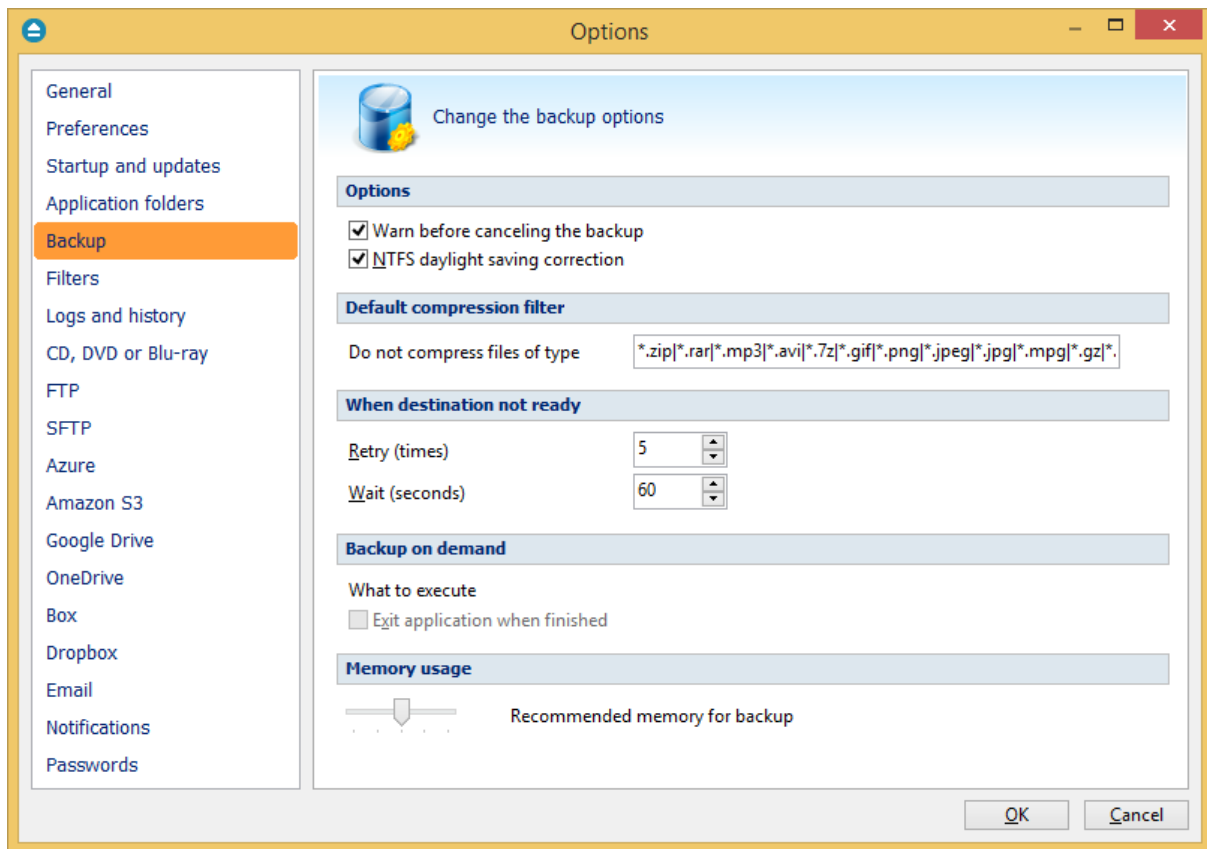 Options
General
Preferences
Startup and updates
Application folders
Backup
Filters
Logs and history
CD, DVD or Blu-ray
FTP
SFTP
Azure
Amazon S3
Google Drive
OneDrive
Box
Dropbox
Email
Notifications
Passwords
Change the backup options
Options
Warn before canceling the backup
NTFS daylight saving correction
Default compression filter
Do not compress files of type *.zip|*.rar|*.mp3|*.avi|*.7z|*.gif|*.png|*.jpeg|*.jpg|*.mpg|*.gz|*.
When destination not ready
Retry (times) 5
Wait (seconds) 60
Backup on demand
What to execute
Exit application when finished
Memory usage
Recommended memory for backup
OK Cancel